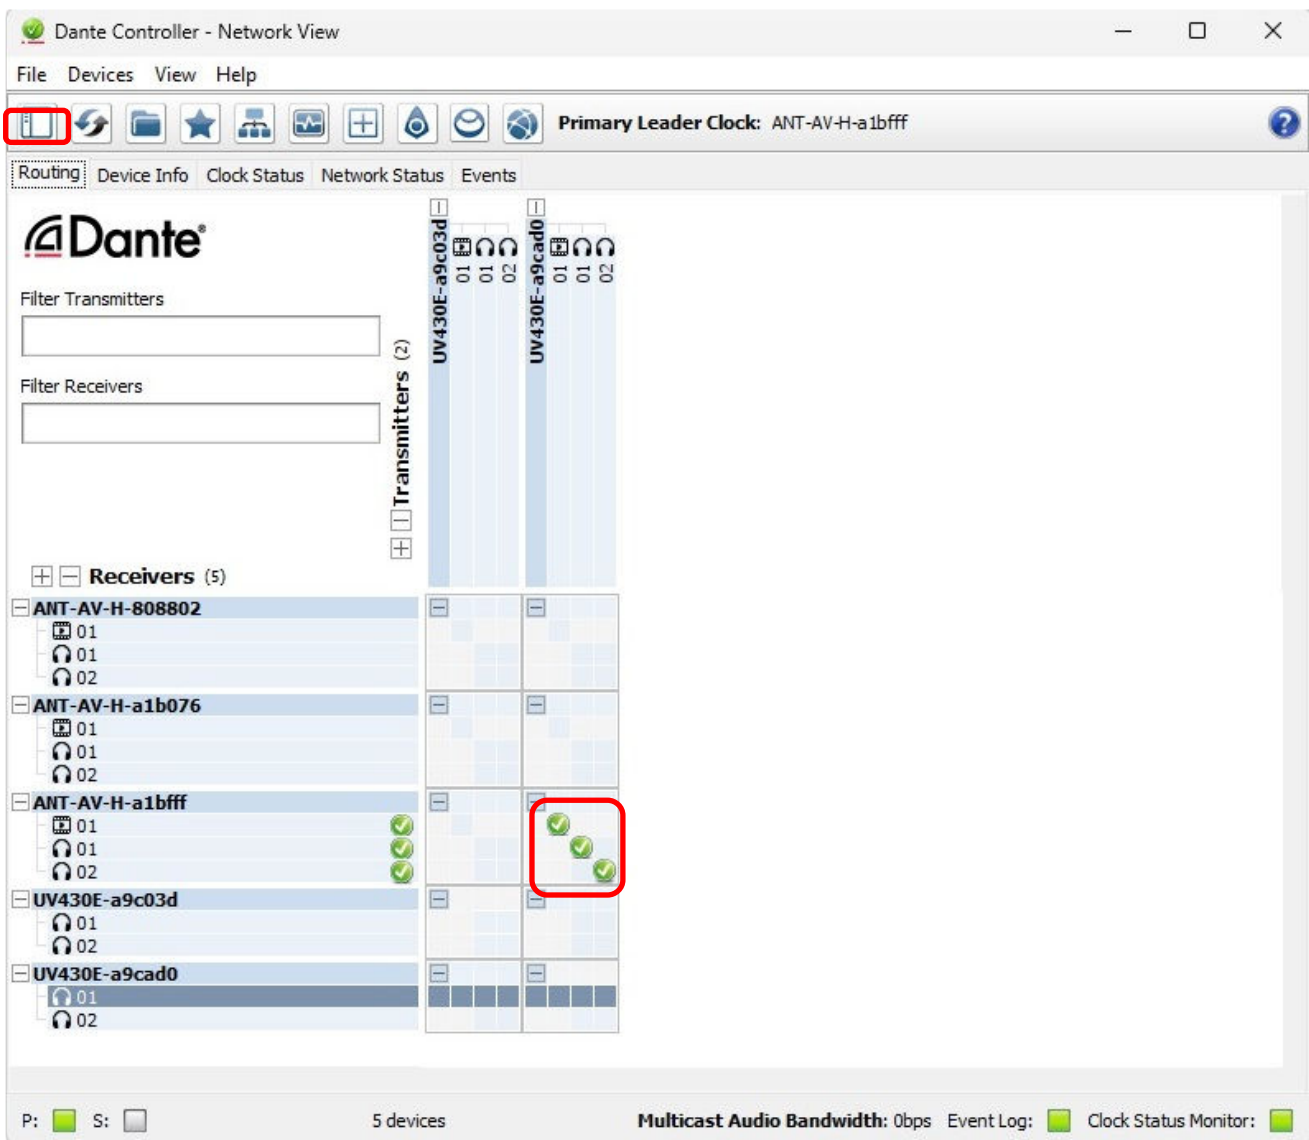 Dante Controller - Network View
File Devices View Help
Primary Leader Clock: ANT-AV-H-a1bfff
Routing Device Info Clock Status Network Status Events
Dante
Filter Transmitters
Filter Receivers
Transmitters (2)
UV430E-a9c03d
01
01
02
UV430E-a9cad0
01
01
02
Receivers (5)
ANT-AV-H-808802
01
01
02
ANT-AV-H-a1b076
01
01
02
ANT-AV-H-a1bfff
01
01
02
UV430E-a9c03d
01
02
UV430E-a9cad0
01
02
P: S: 5 devices Multicast Audio Bandwidth: 0bps Event Log: Clock Status Monitor: